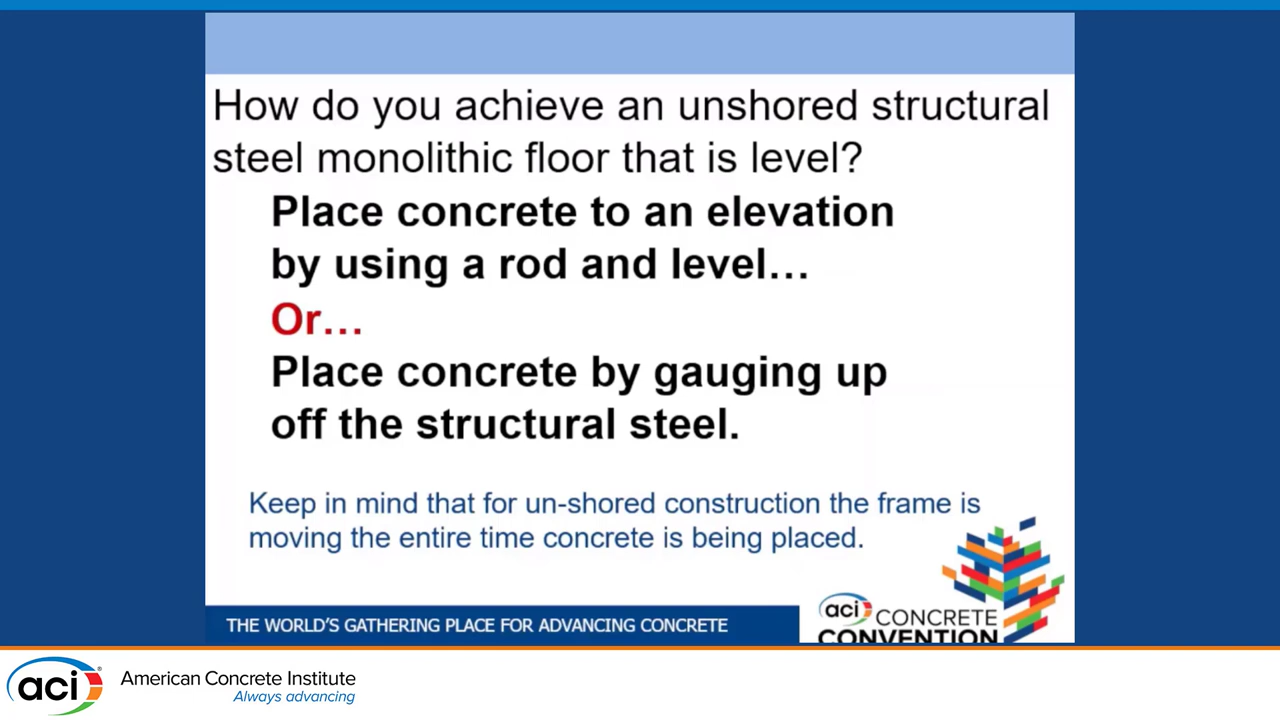 How do you achieve an unshored structural
steel monolithic floor that is level?
Place concrete to an elevation
by using a rod and level...
Or...
Place concrete by gauging up
off the structural steel.
Keep in mind that for un-shored construction the frame is
moving the entire time concrete is being placed.
THE WORLD'S GATHERING PLACE FOR ADVANCING CONCRETE
aci CONCRETE
CONVENTION
aci® American Concrete Institute
Always advancing